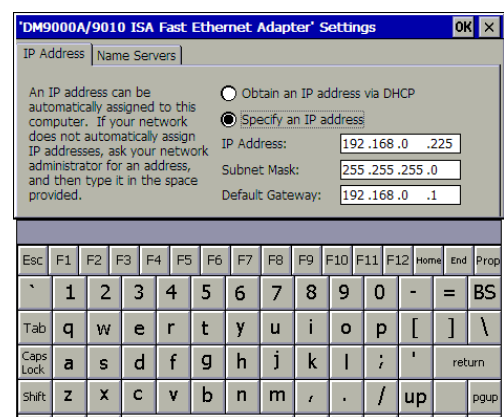 'DM9000A/9010 ISA Fast Ethernet Adapter' Settings OK ×
IP Address Name Servers
An IP address can be
automatically assigned to this
computer. If your network
does not automatically assign
IP addresses, ask your network
administrator for an address,
and then type it in the space
provided.
Obtain an IP address via DHCP
Specify an IP address
IP Address: 192 .168 .0 .225
Subnet Mask: 255 .255 .255 .0
Default Gateway: 192 .168 .0 .1
Esc F1 F2 F3 F4 F5 F6 F7 F8 F9 F10 F11 F12 Home End Prop
` 1 2 3 4 5 6 7 8 9 0 - = BS
Tab q w e r t y u i o p [ ] \
Caps Lock a s d f g h j k l ; ' return
Shift z x c v b n m , . / up pgup